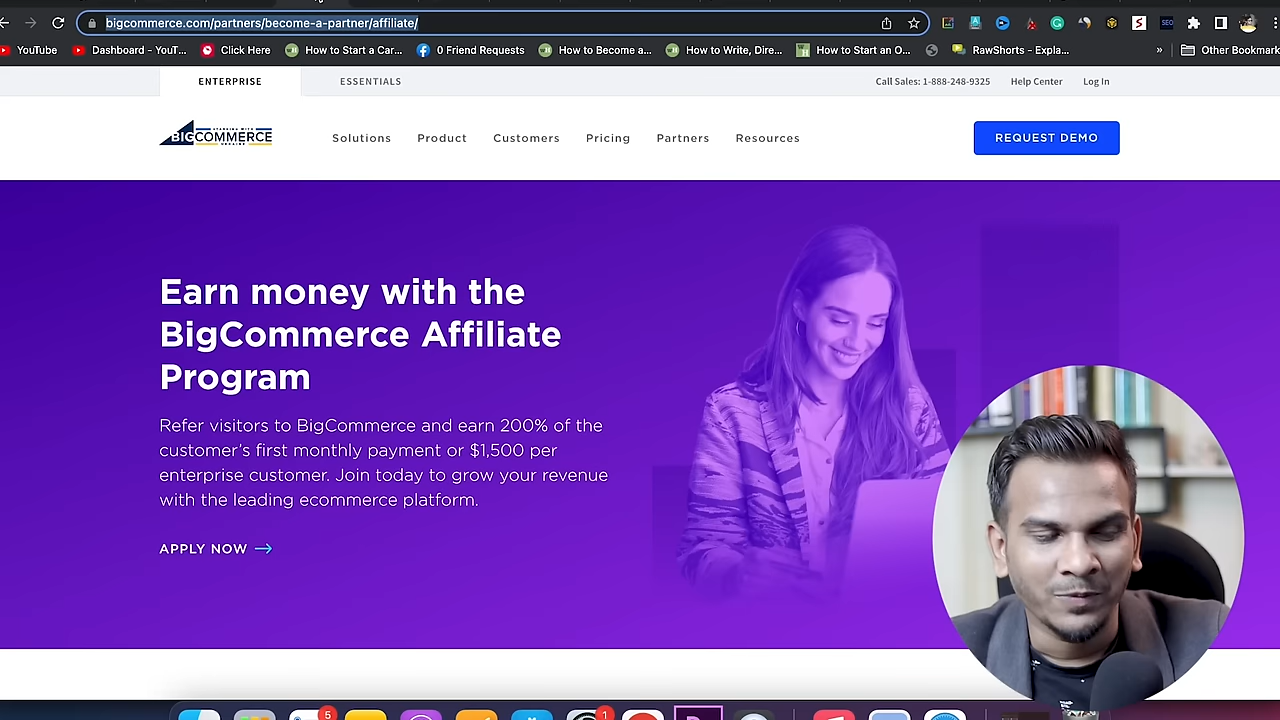 bigcommerce.com/partners/become-a-partner/affiliate/
YouTube
Dashboard - YouT...
Click Here
How to Start a Car...
0 Friend Requests
How to Become a...
How to Write, Dire...
How to Start an O...
RawShorts - Expla...
»
Other Bookmark
ENTERPRISE
ESSENTIALS
Call Sales: 1-888-248-9325
Help Center
Log In
BIGCOMMERCE
Solutions
Product
Customers
Pricing
Partners
Resources
REQUEST DEMO
Earn money with the
BigCommerce Affiliate
Program
Refer visitors to BigCommerce and earn 200% of the
customer's first monthly payment or $1,500 per
enterprise customer. Join today to grow your revenue
with the leading ecommerce platform.
APPLY NOW
5
1